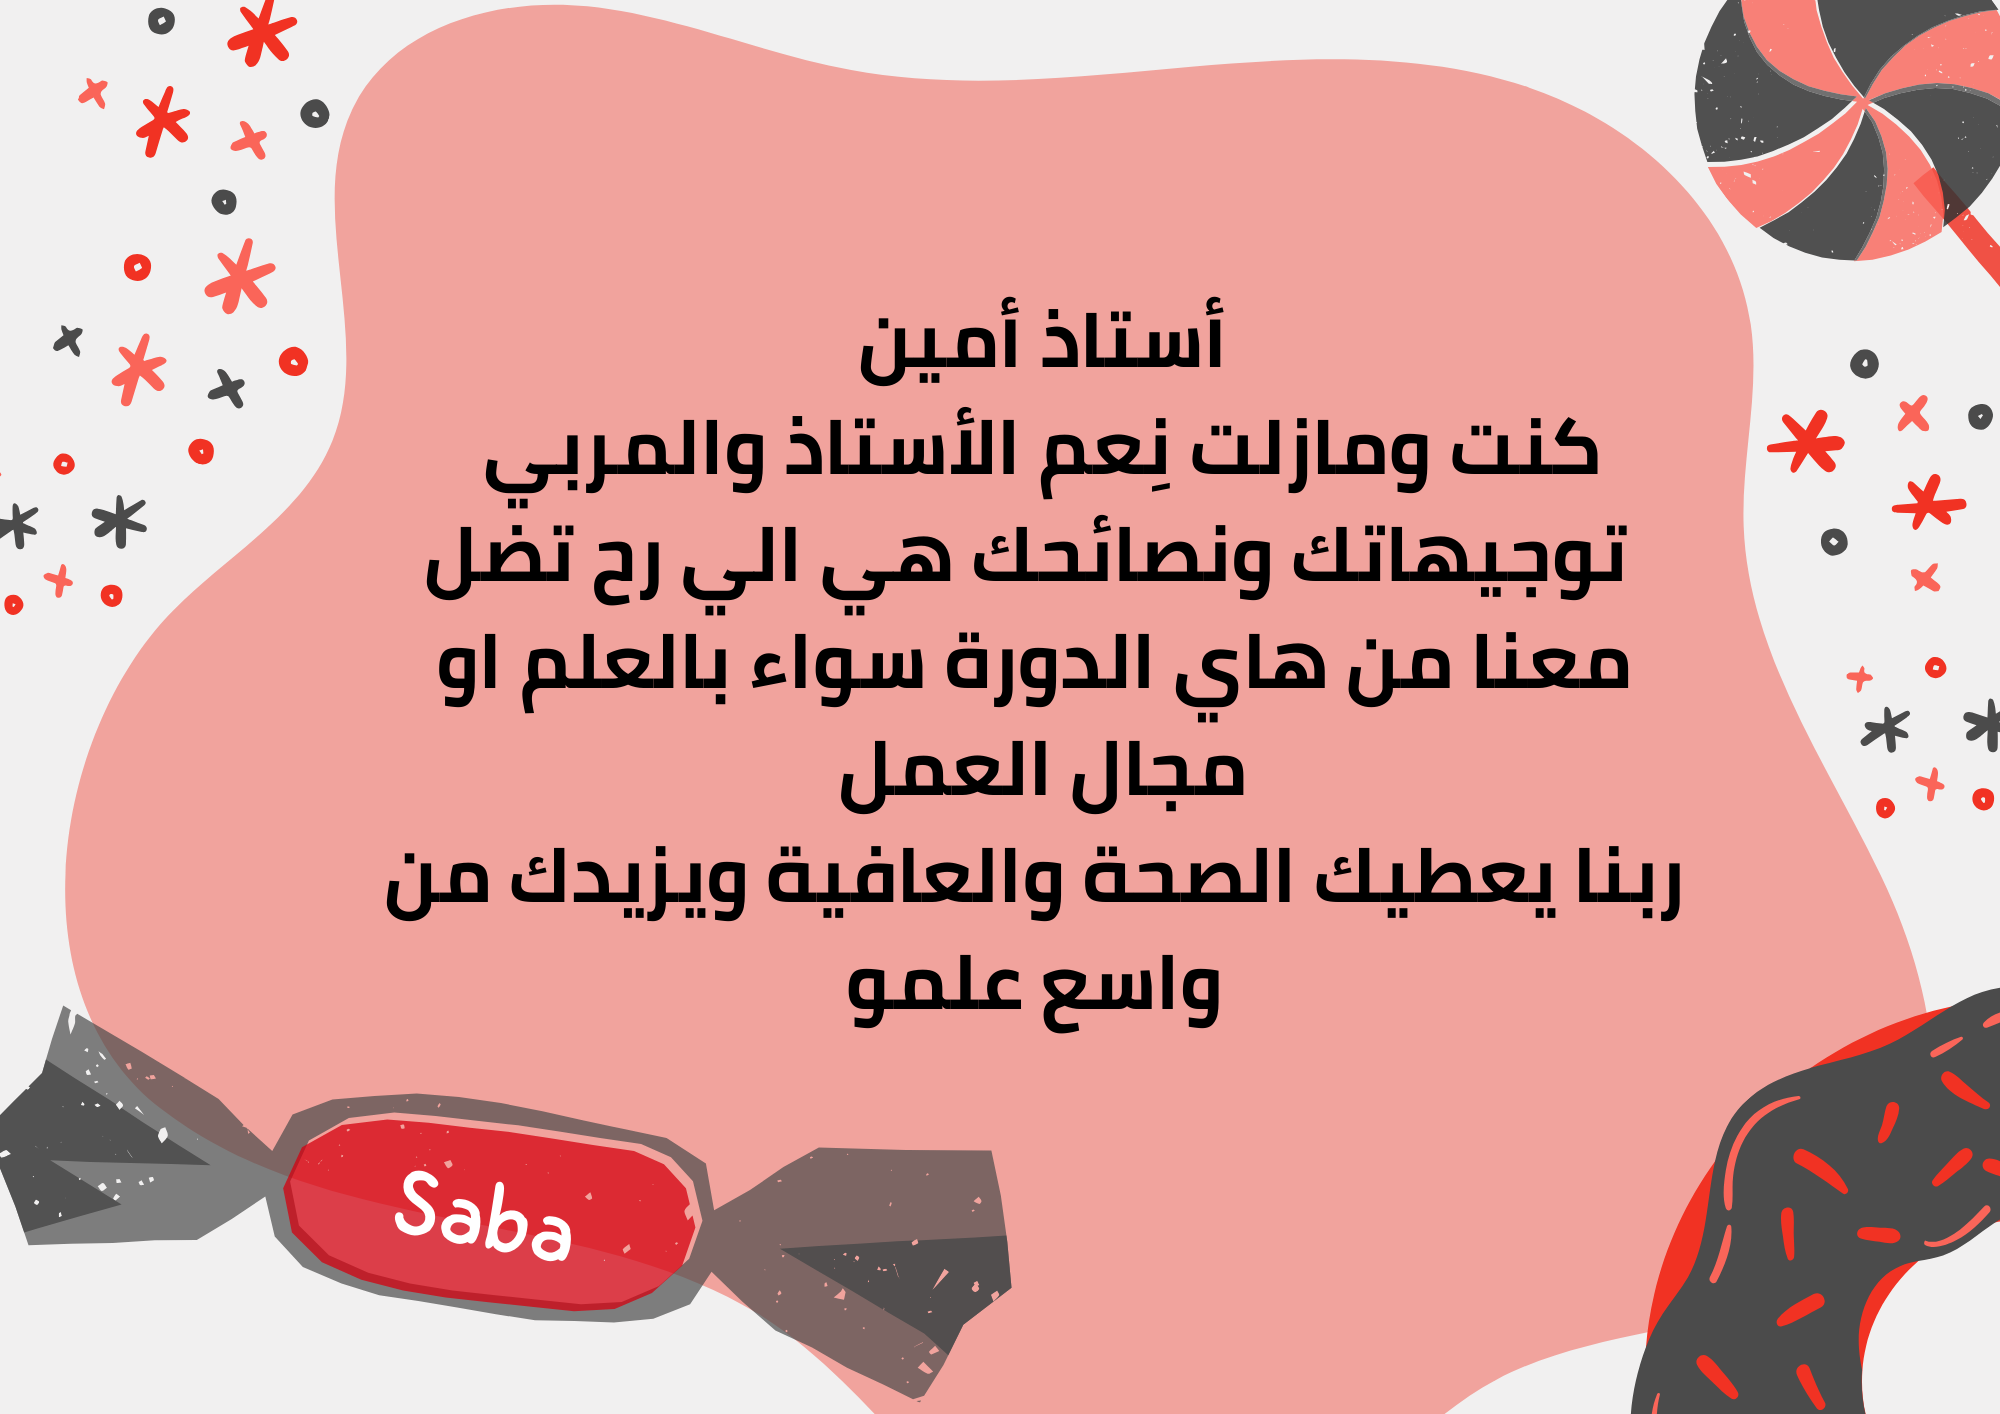 أستاذ أمين
كنت ومازلت نِعم الأستاذ والمربي
توجيهاتك ونصائحك هي الي رح تضل
معنا من هاي الدورة سواء بالعلم او
مجال العمل
ربنا يعطيك الصحة والعافية ويزيدك من
واسع علمو
Saba